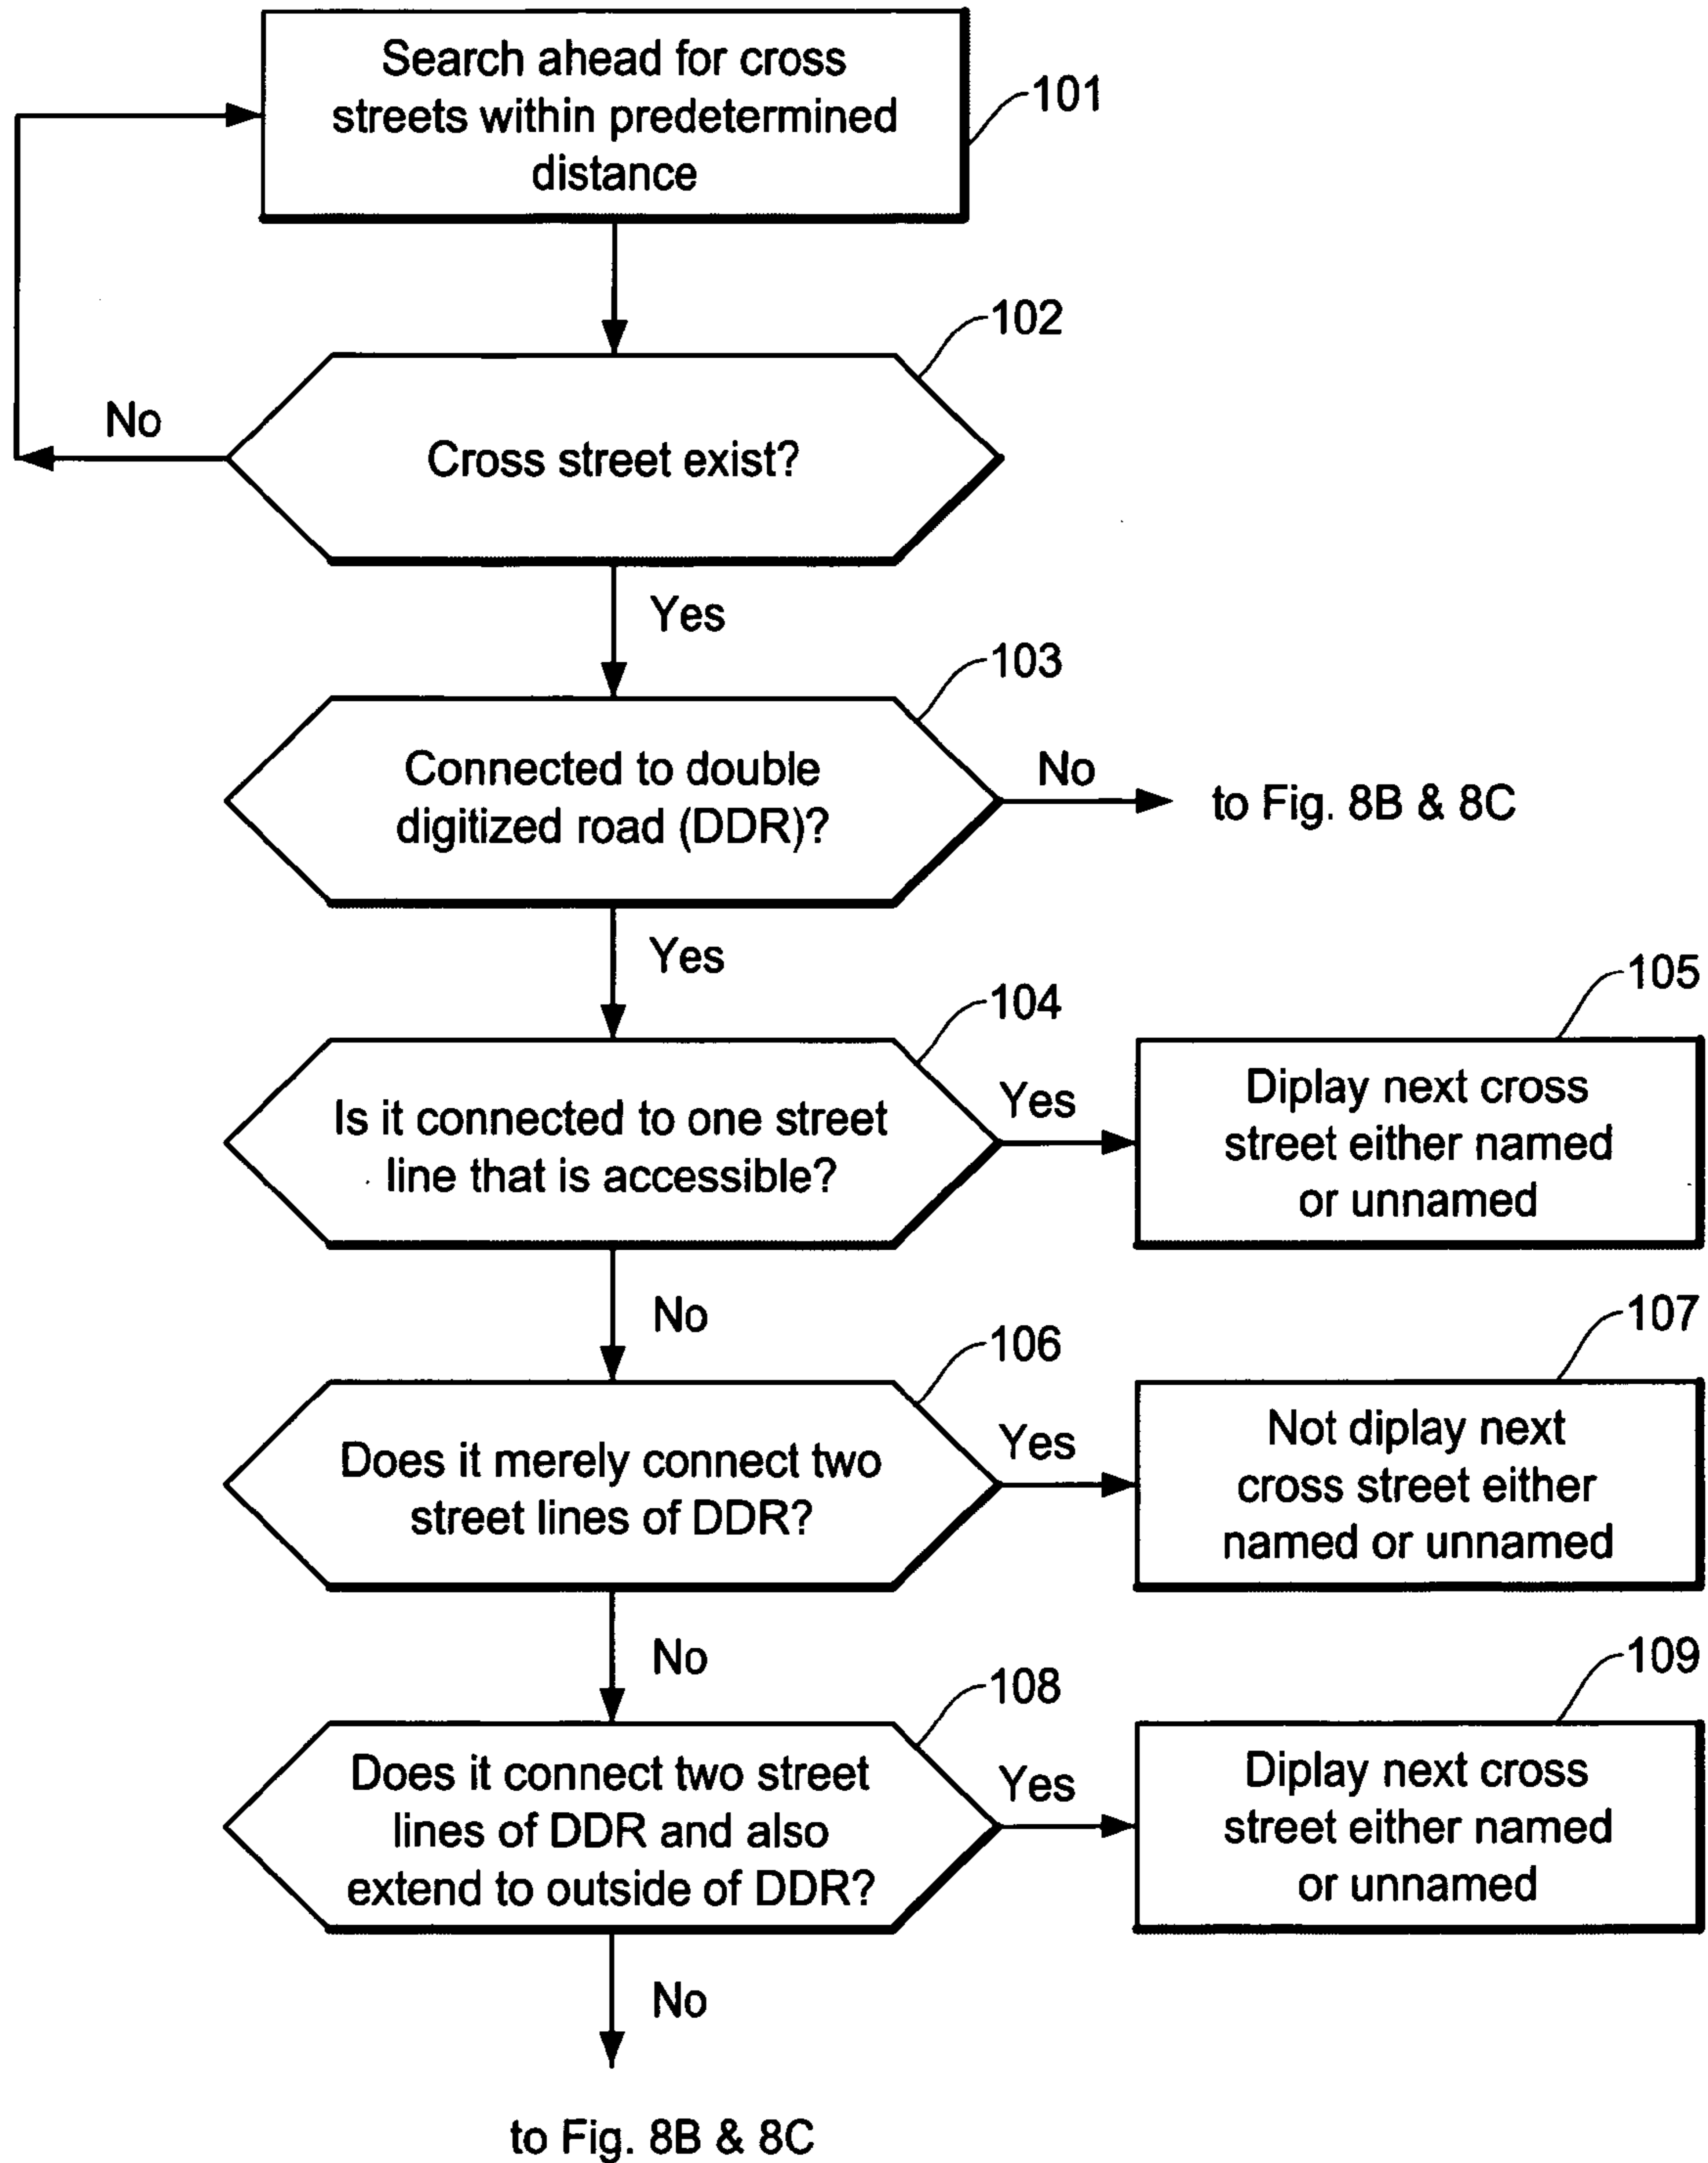 Search ahead for cross
streets within predetermined
distance
101
102
No
Cross street exist?
Yes
103
Connected to double
digitized road (DDR)?
No
to Fig. 8B & 8C
Yes
104
105
Is it connected to one street
line that is accessible?
Yes
Diplay next cross
street either named
or unnamed
No
106
107
Does it merely connect two
street lines of DDR?
Yes
Not diplay next
cross street either
named or unnamed
No
108
109
Does it connect two street
lines of DDR and also
extend to outside of DDR?
Yes
Diplay next cross
street either named
or unnamed
No
to Fig. 8B & 8C